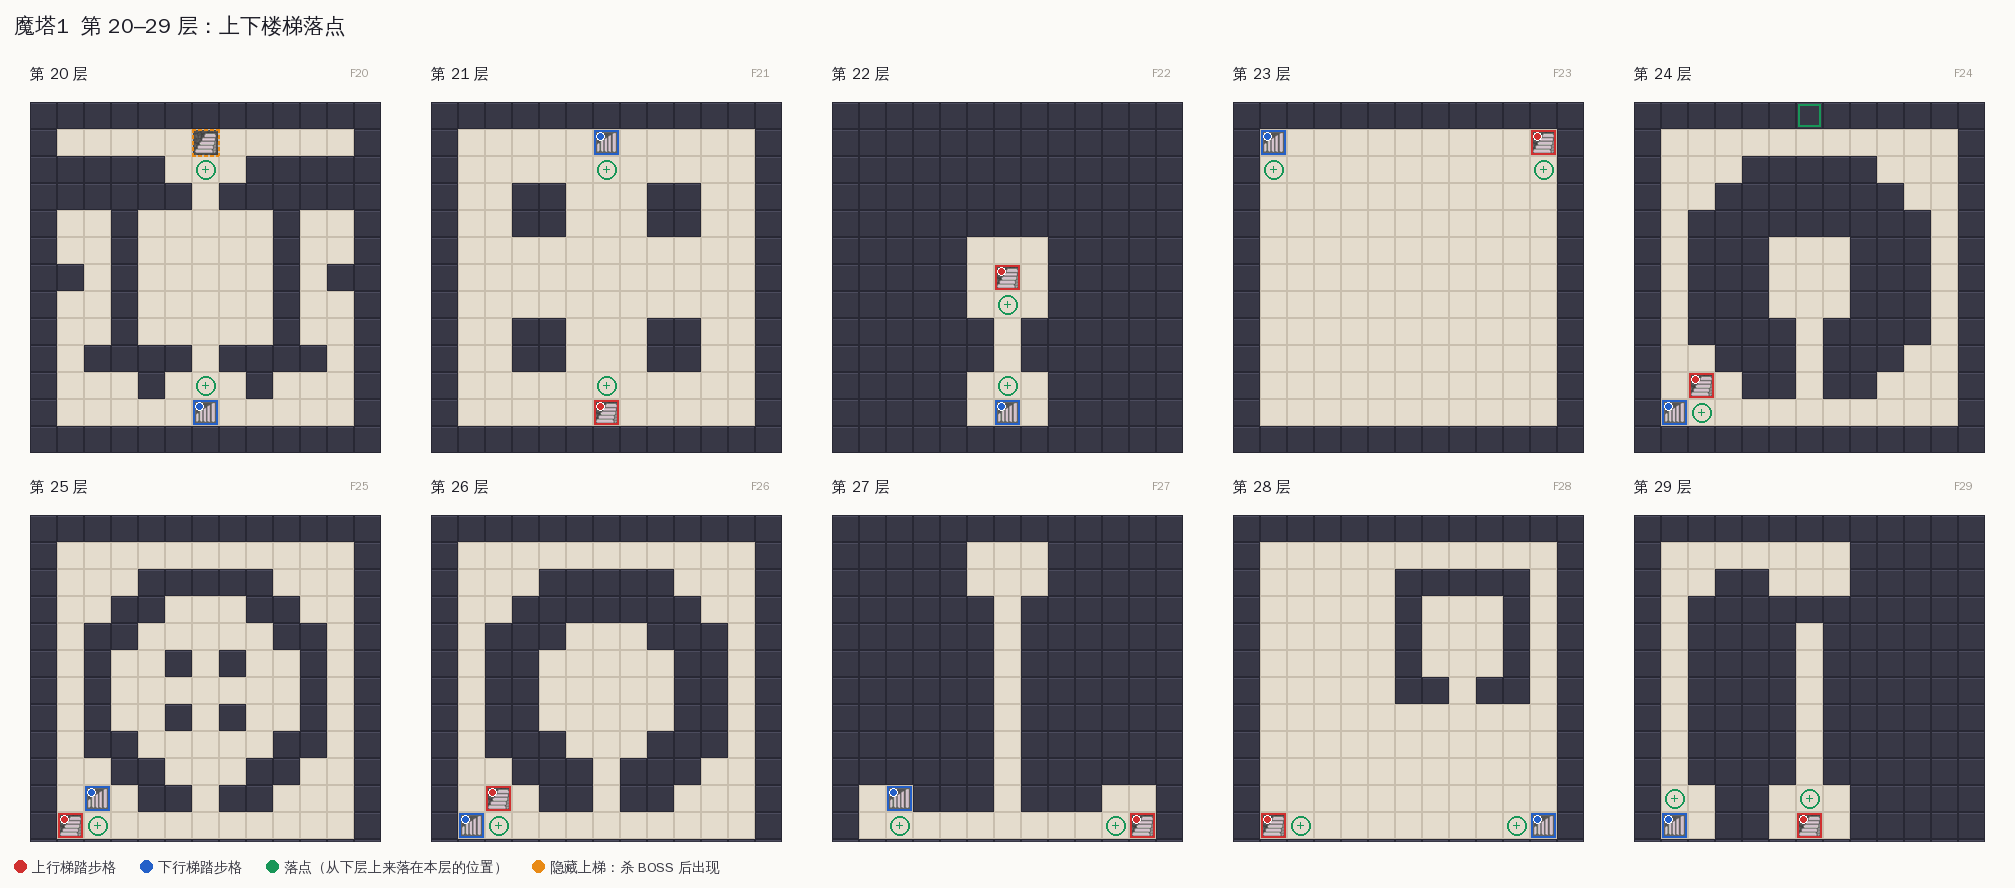 魔塔1 第 20–29 层：上下楼梯落点
第 20 层 F20
第 21 层 F21
第 22 层 F22
第 23 层 F23
第 24 层 F24
第 25 层 F25
第 26 层 F26
第 27 层 F27
第 28 层 F28
第 29 层 F29
上行梯踏步格 下行梯踏步格 落点（从下层上来落在本层的位置） 隐藏上梯：杀 BOSS 后出现